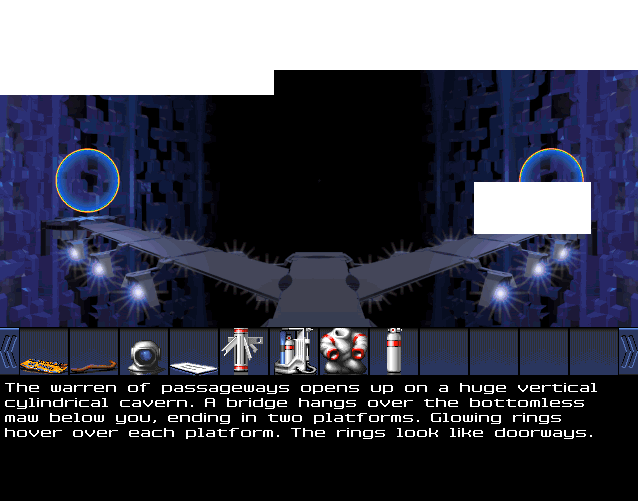 The warren of passageways opens up on a huge vertical
cylindrical cavern. A bridge hangs over the bottomless
maw below you, ending in two platforms. Glowing rings
hover over each platform. The rings look like doorways.